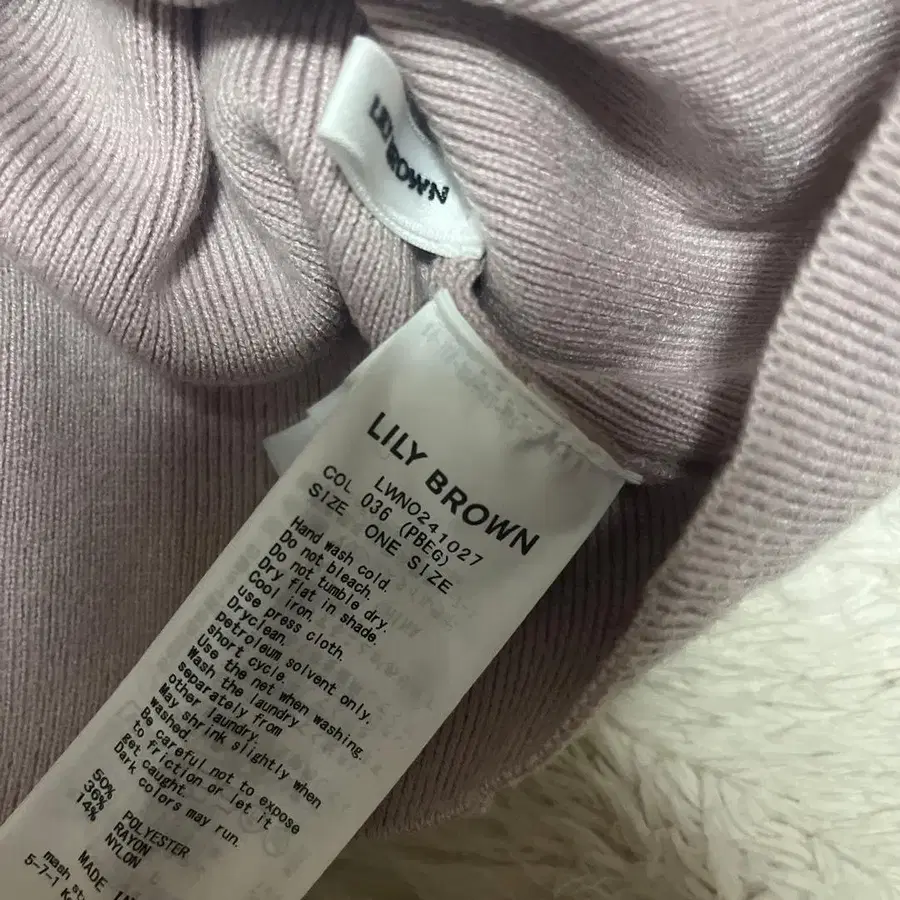 LILY BROWN
LILY BROWN
LWNO241027
COL 036 (PBEG)
SIZE ONE SIZE
Hand wash cold.
Do not bleach.
Do not tumble dry.
Dry flat in shade.
Cool iron.
use press cloth.
Dryclean.
petroleum solvent only.
short cycle.
Use the net when washing.
Wash the laundry
separately from
other laundry.
May shrink slightly when
washed.
Be careful not to expose
to friction or let it
get caught.
Dark colors may run.
50% POLYESTER
36% RAYON
14% NYLON
MADE
mash
5-7-1